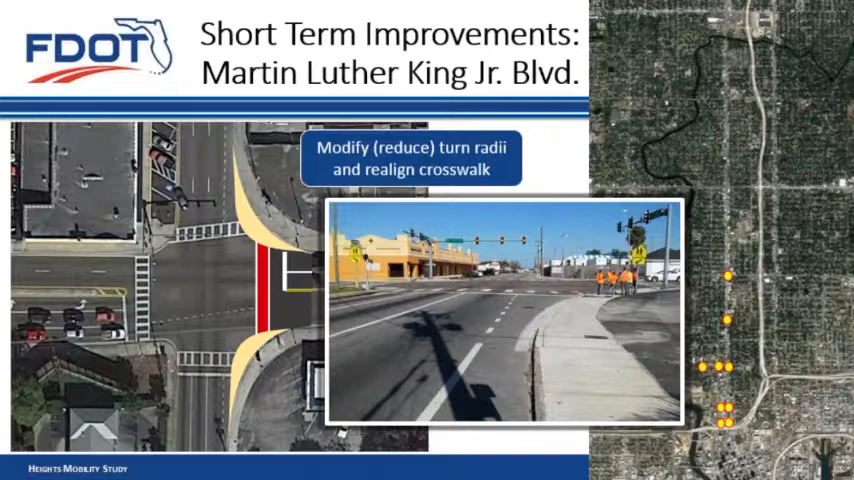 FDOT
Short Term Improvements:
Martin Luther King Jr. Blvd.
Modify (reduce) turn radii
and realign crosswalk
HEIGHTS MOBILITY STUDY